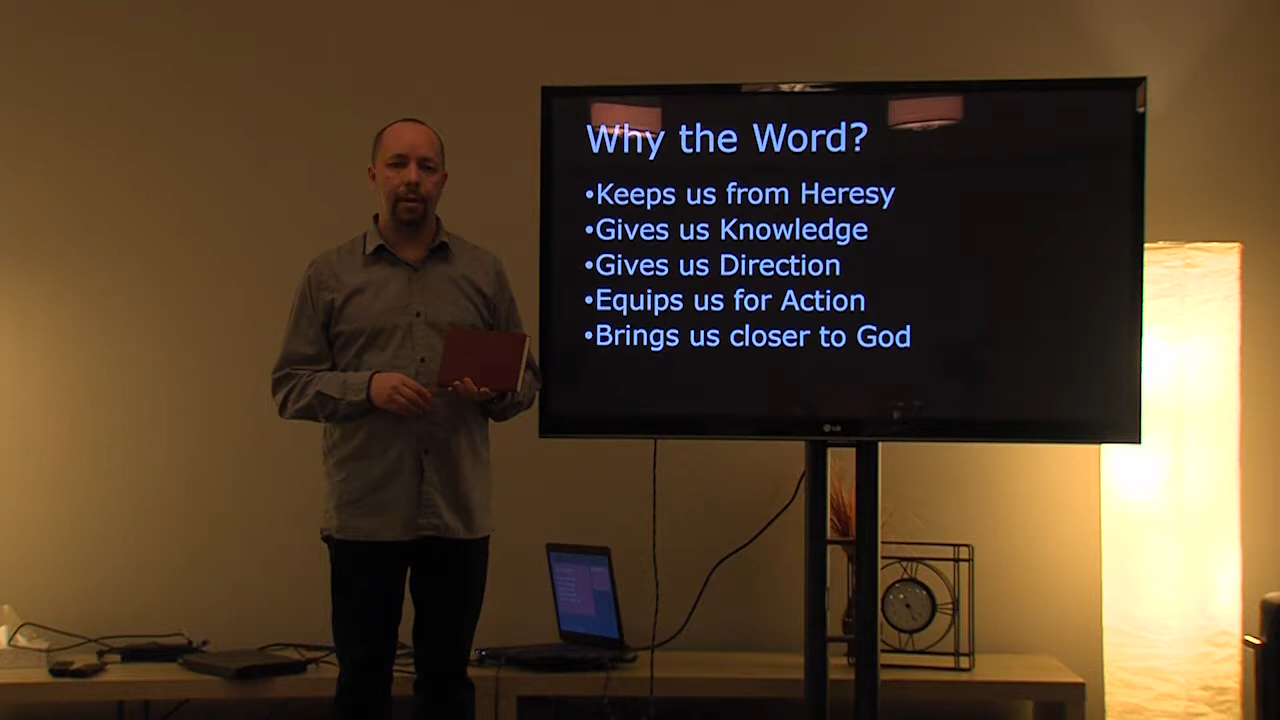 Why the Word?
•Keeps us from Heresy
•Gives us Knowledge
•Gives us Direction
•Equips us for Action
•Brings us closer to God
LG